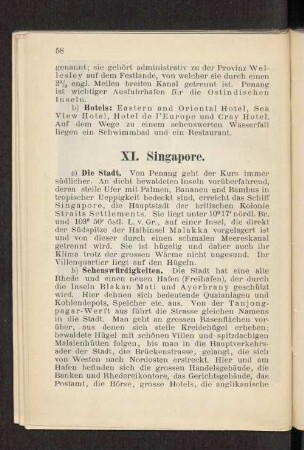 58
genannt; sie gehört administrativ zu der Provinz Wel-
lesley auf dem Festlande, von welcher sie durch einen
2³/₄ engl. Meilen breiten Kanal getrennt ist. Penang
ist wichtiger Ausfuhrhafen für die Ostindischen
Inseln.
b) Hotels: Eastern and Oriental Hotel, Sea
View Hotel, Hotel de l'Europe und Cray Hotel.
Auf dem Wege zu einem sehenswerten Wasserfall
liegen ein Schwimmbad und ein Restaurant.
XI. Singapore.
a) Die Stadt. Von Penang geht der Kurs immer
südlicher. An dicht bewaldeten Inseln vorüberfahrend,
deren steile Ufer mit Palmen, Bananen und Bambus in
tropischer Ueppigkeit bedeckt sind, erreicht das Schiff
Singapore, die Hauptstadt der britischen Kolonie
Straits Settlements. Sie liegt unter 10°17' nördl. Br.
und 103° 50' östl. L. v. Gr., auf einer Insel, die direkt
der Südspitze der Halbinsel Malakka vorgelagert ist
und von dieser durch einen schmalen Meereskanal
getrennt wird. Sie ist hügelig und daher auch ihr
Klima trotz der grossen Wärme nicht ungesund. Ihr
Villenquartier liegt auf den Hügeln.
b) Sehenswürdigkeiten. Die Stadt hat eine alte
Rhede und einen neuen Hafen (Freihafen), der durch
die Inseln Blakan Mati und Ayerbrany geschützt
wird. Hier dehnen sich bedeutende Quaianlagen und
Kohlendepots, Speicher etc. aus. Von der Tanjong-
pagar-Werft aus führt die Strasse gleichen Namens
in die Stadt. Man geht an grossen Rasenflächen vor-
über, aus denen sich steile Kreidehügel erheben;
bewaldete Hügel mit schönen Villen und spitzdachigen
Malaienhütten folgen, bis man in die Hauptverkehrs-
ader der Stadt, die Brückenstrasse, gelangt, die sich
von Westen nach Nordosten erstreckt. Hier und am
Hafen befinden sich die grossen Handelsgebäude, die
Banken und Rhedereikontore, das Gerichtsgebäude, das
Postamt, die Börse, grosse Hotels, die anglikanische